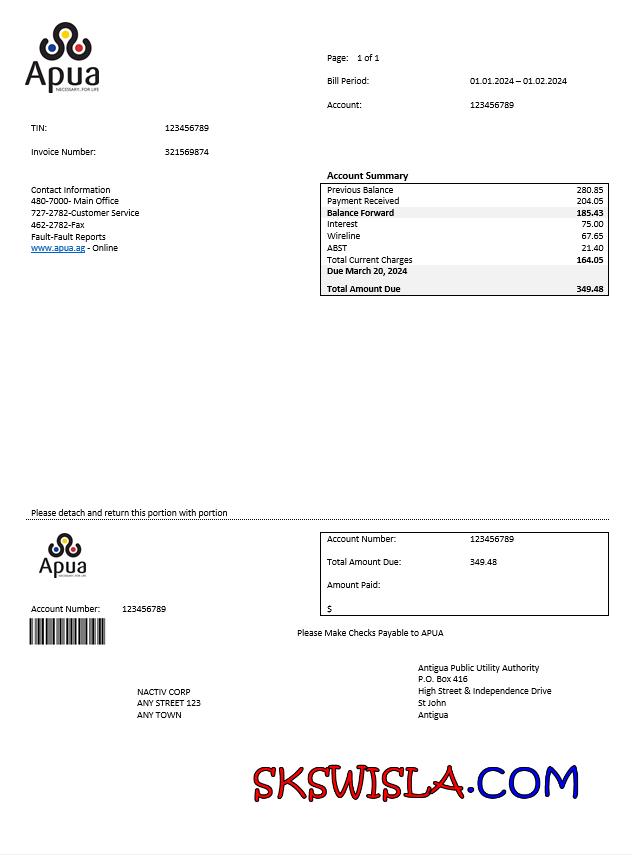 Apua
NECESSARY...FOR LIFE
Page: 1 of 1
Bill Period: 01.01.2024 – 01.02.2024
Account: 123456789
TIN: 123456789
Invoice Number: 321569874
Contact Information
480-7000- Main Office
727-2782-Customer Service
462-2782-Fax
Fault-Fault Reports
www.apua.ag - Online
Account Summary
Previous Balance 280.85
Payment Received 204.05
Balance Forward 185.43
Interest 75.00
Wireline 67.65
ABST 21.40
Total Current Charges 164.05
Due March 20, 2024
Total Amount Due 349.48
Please detach and return this portion with portion
Apua
NECESSARY...FOR LIFE
Account Number: 123456789
Account Number: 123456789
Total Amount Due: 349.48
Amount Paid:
$
Please Make Checks Payable to APUA
NACTIV CORP
ANY STREET 123
ANY TOWN
Antigua Public Utility Authority
P.O. Box 416
High Street & Independence Drive
St John
Antigua
SKSWISLA.COM